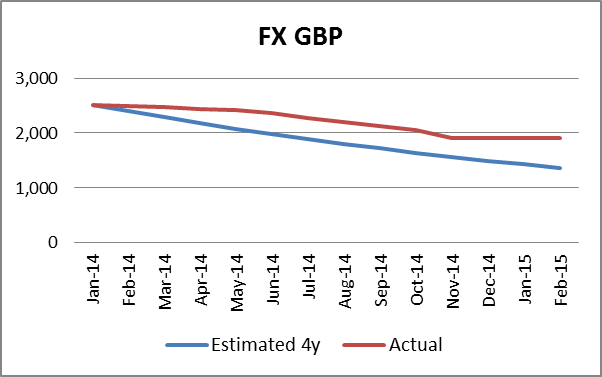 FX GBP
3,000
2,000
1,000
0
Jan-14
Feb-14
Mar-14
Apr-14
May-14
Jun-14
Jul-14
Aug-14
Sep-14
Oct-14
Nov-14
Dec-14
Jan-15
Feb-15
Estimated 4y Actual